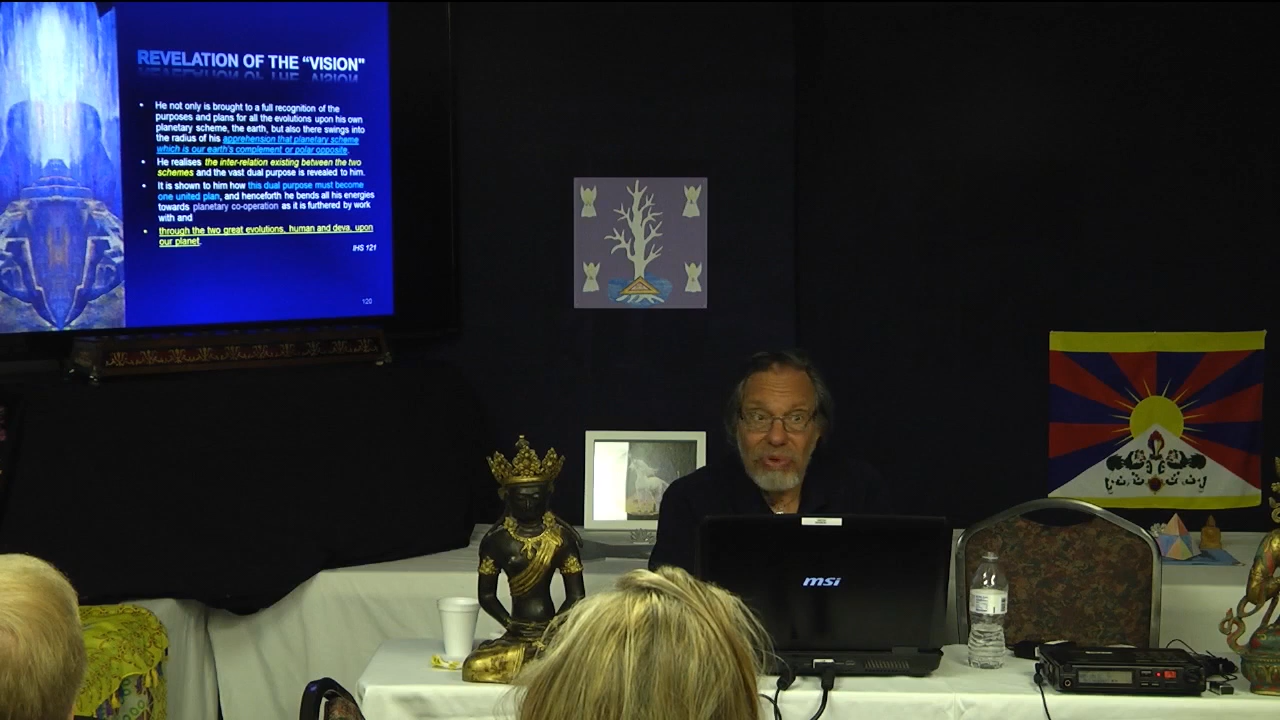 REVELATION OF THE “VISION”
• He not only is brought to a full recognition of the
purposes and plans for all the evolutions upon his own
planetary scheme, the earth, but also there swings into
the radius of his apprehension that planetary scheme
which is our earth's complement or polar opposite.
• He realises the inter-relation existing between the two
schemes and the vast dual purpose is revealed to him.
• It is shown to him how this dual purpose must become
one united plan, and henceforth he bends all his energies
towards planetary co-operation as it is furthered by work
with and
• through the two great evolutions, human and deva, upon
our planet.
IHS 121
120
msi